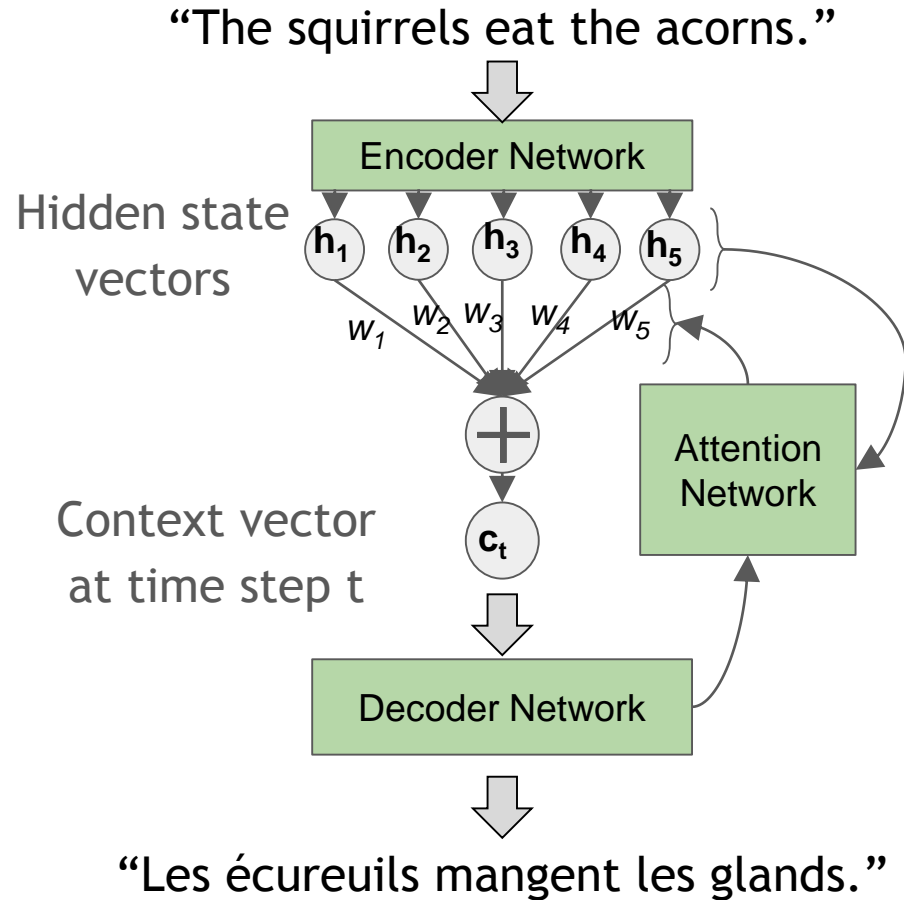 “The squirrels eat the acorns.”
Encoder Network
Hidden state
vectors
h₁ h₂ h₃ h₄ h₅
w₁ w₂ w₃ w₄ w₅
+
Attention
Network
Context vector
at time step t
cₜ
Decoder Network
“Les écureuils mangent les glands.”